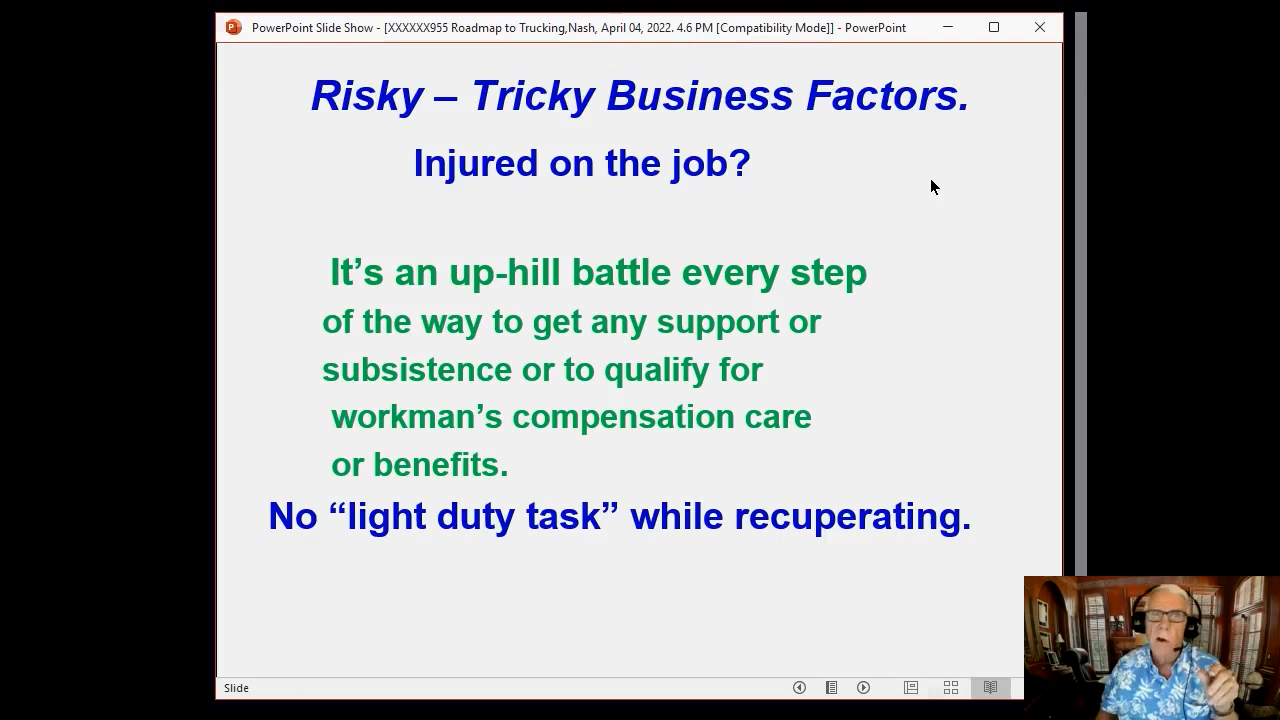 PowerPoint Slide Show - [XXXXXX955 Roadmap to Trucking,Nash, April 04, 2022. 4.6 PM [Compatibility Mode]] - PowerPoint
Risky – Tricky Business Factors.
Injured on the job?
It’s an up-hill battle every step
of the way to get any support or
subsistence or to qualify for
workman’s compensation care
or benefits.
No “light duty task” while recuperating.
Slide